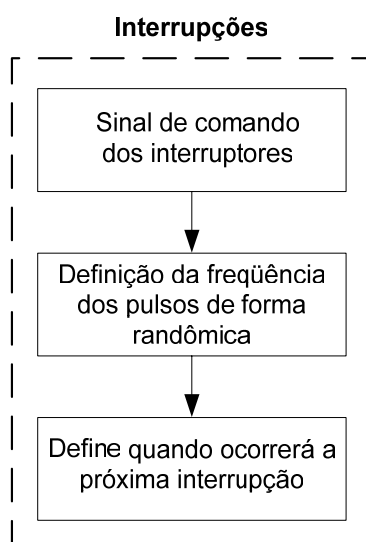 Interrupções
Sinal de comando
dos interruptores
Definição da freqüência
dos pulsos de forma
randômica
Define quando ocorrerá a
próxima interrupção